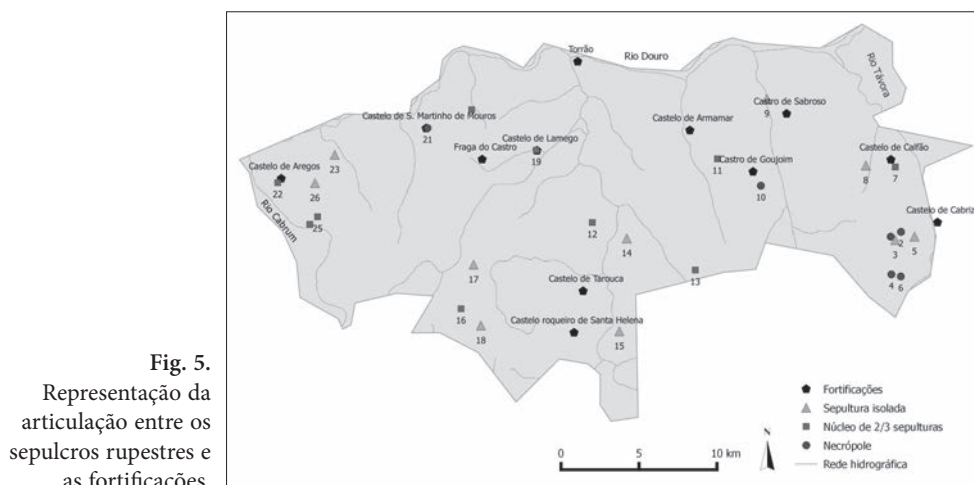 Fig. 5.
Representação da
articulação entre os
sepulcros rupestres e
as fortificações.
Torrão
Rio Douro
Rio Távora
Castro de Sabroso
9
Castelo de S. Martinho de Mouros
21
Castelo de Armamar
Castelo de Lamego
19
Fraga do Castro
23
11
Castro de Goujoim
10
Castelo de Calfão
8
7
Castelo de Aregos
22
26
Rio Cabrum
25
Castelo de Cabriz
12
14
2
3
5
17
13
4
6
Castelo de Tarouca
16
18
Castelo roqueiro de Santa Helena
15
Fortificações
Sepultura isolada
Núcleo de 2/3 sepulturas
Necrópole
Rede hidrográfica
N
0 5 10 km